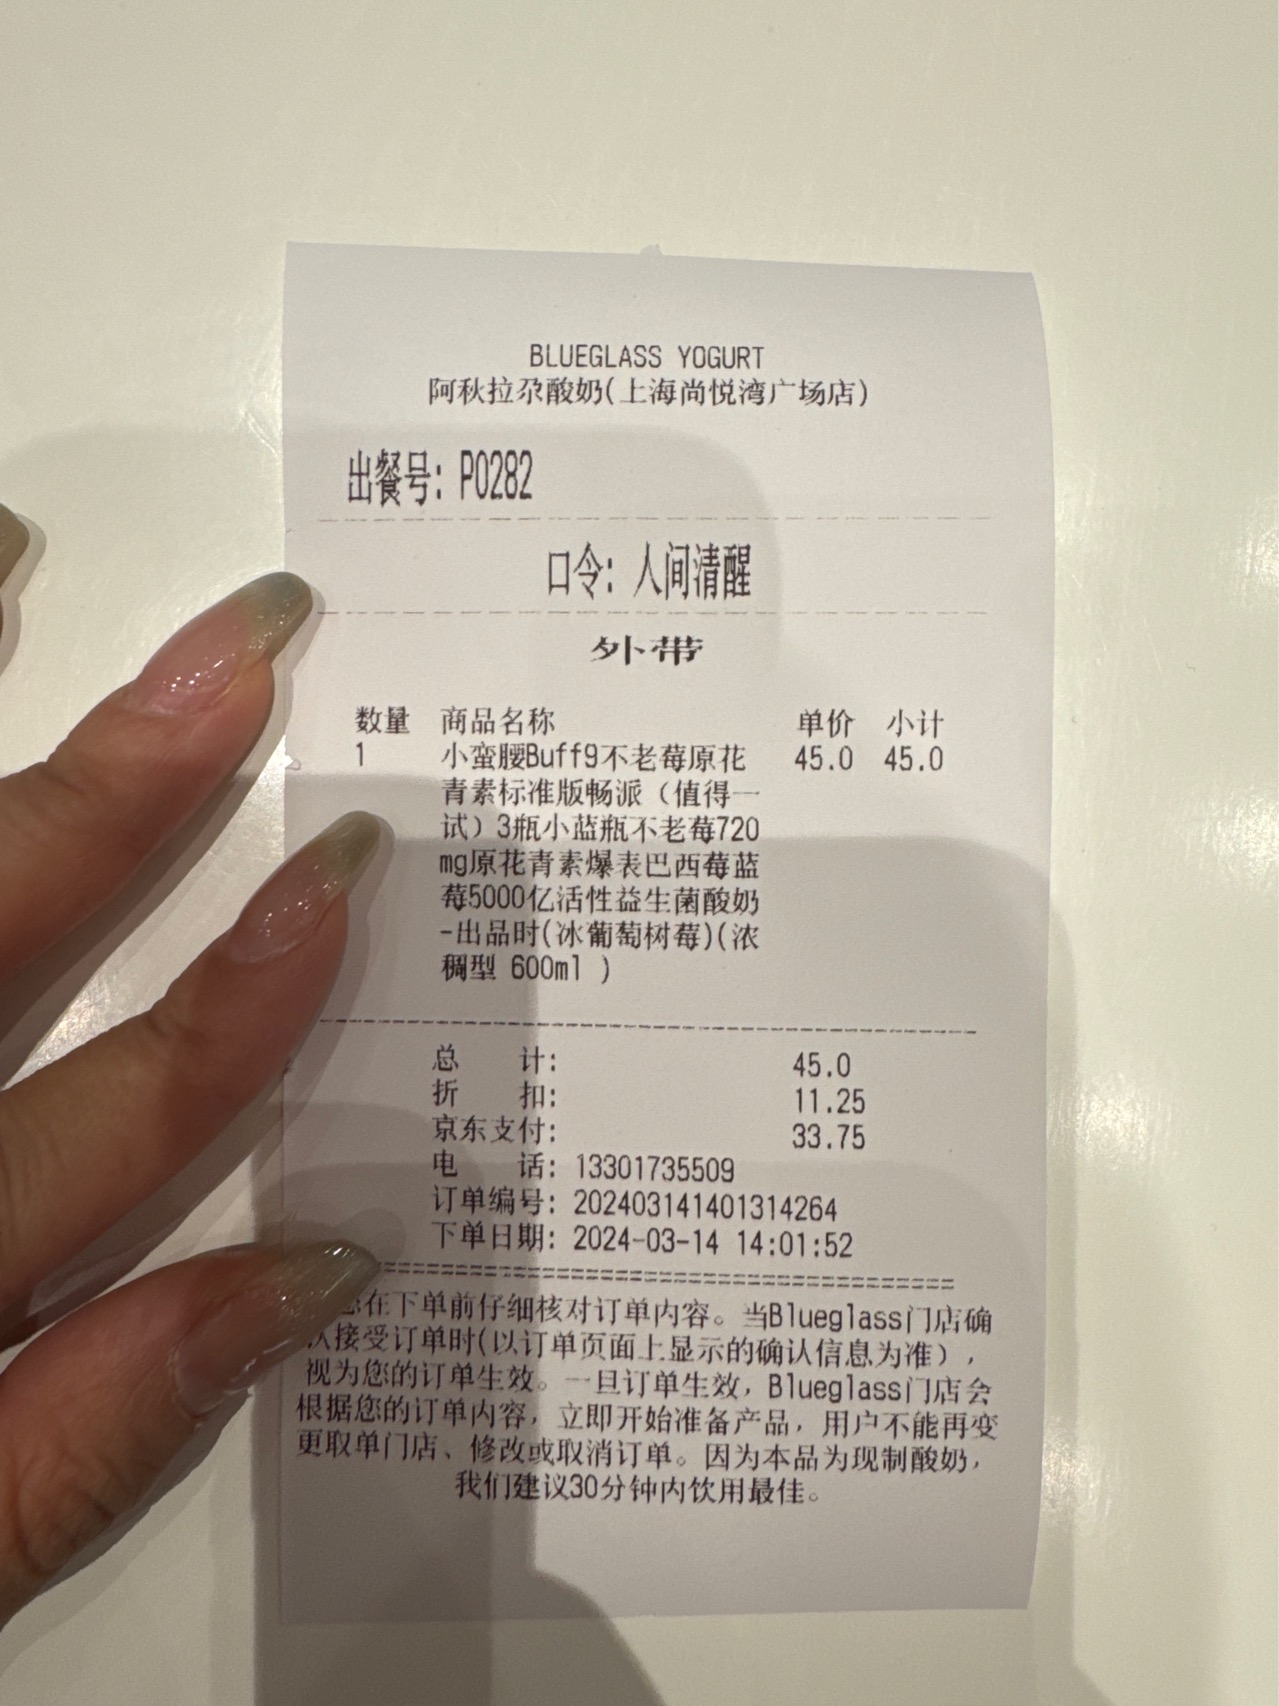 BLUEGLASS YOGURT
阿秋拉尕酸奶(上海尚悦湾广场店)
出餐号: P0282
口令: 人间清醒
外带
数量 商品名称 单价 小计
1 小蛮腰Buff9不老莓原花 45.0 45.0
青素标准版畅派（值得一
试）3瓶小蓝瓶不老莓720
mg原花青素爆表巴西莓蓝
莓5000亿活性益生菌酸奶
-出品时(冰葡萄树莓)(浓
稠型 600ml )
总 计: 45.0
折 扣: 11.25
京东支付: 33.75
电 话: 13301735509
订单编号: 202403141401314264
下单日期: 2024-03-14 14:01:52
在下单前仔细核对订单内容。当Blueglass门店确
接受订单时(以订单页面上显示的确认信息为准),
视为您的订单生效。一旦订单生效, Blueglass门店会
根据您的订单内容, 立即开始准备产品, 用户不能再变
更取单门店、修改或取消订单。因为本品为现制酸奶,
我们建议30分钟内饮用最佳。